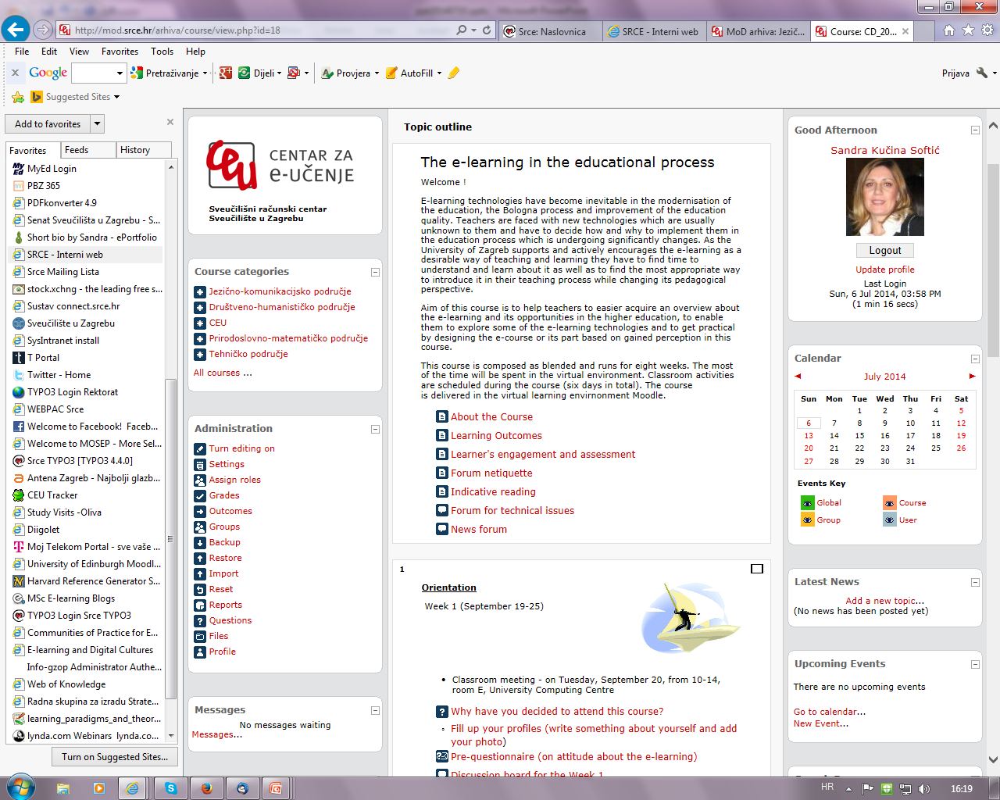 http://mod.srce.hr/arhiva/course/view.php?id=18
Srce: Naslovnica
SRCE - Interni web
MoD arhiva: Jezič...
Course: CD_20...
File Edit View Favorites Tools Help
Google Pretraživanje Dijeli Provjera AutoFill Prijava
Suggested Sites
Add to favorites
Favorites Feeds History
MyEd Login
PBZ 365
PDFkonverter 4.9
Senat Sveučilišta u Zagrebu - S...
Short bio by Sandra - ePortfolio
SRCE - Interni web
Srce Mailing Lista
stock.xchng - the leading free s...
Sustav connect.srce.hr
Sveučilište u Zagrebu
SysIntranet install
T Portal
Twitter - Home
TYPO3 Login Rektorat
WEBPAC Srce
Welcome to Facebook! Faceb...
Welcome to MOSEP - More Sel...
Srce TYPO3 [TYPO3 4.4.0]
Antena Zagreb - Najbolji glazb...
CEU Tracker
Study Visits -Oliva
Diigolet
Moj Telekom Portal - sve vaše ...
University of Edinburgh Moodl...
Harvard Reference Generator S...
MSc E-learning Blogs
TYPO3 Login Srce TYPO3
Communities of Practice for E...
E-learning and Digital Cultures
Info-gzop Administrator Authe...
Web of Knowledge
Radna skupina za izradu Strate...
learning_paradigms_and_theor...
lynda.com Webinars lynda.co...
Turn on Suggested Sites...
ceu CENTAR ZA
e-UČENJE
Sveučilišni računski centar
Sveučilište u Zagrebu
Course categories
Jezično-komunikacijsko područje
Društveno-humanističko područje
CEU
Prirodoslovno-matematičko područje
Tehničko područje
All courses ...
Administration
Turn editing on
Settings
Assign roles
Grades
Outcomes
Groups
Backup
Restore
Import
Reset
Reports
Questions
Files
Profile
Messages
No messages waiting
Messages...
Topic outline
The e-learning in the educational process
Welcome !
E-learning technologies have become inevitable in the modernisation of
the education, the Bologna process and improvement of the education
quality. Teachers are faced with new technologies which are usually
unknown to them and have to decide how and why to implement them in
the education process which is undergoing significantly changes. As the
University of Zagreb supports and actively encourages the e-learning as a
desirable way of teaching and learning they have to find time to
understand and learn about it as well as to find the most appropriate way
to introduce it in their teaching process while changing its pedagogical
perspective.
Aim of this course is to help teachers to easier acquire an overview about
the e-learning and its opportunities in the higher education, to enable
them to explore some of the e-learning technologies and to get practical
by designing the e-course or its part based on gained perception in this
course.
This course is composed as blended and runs for eight weeks. The most
of the time will be spent in the virtual environment. Classroom activities
are scheduled during the course (six days in total). The course
is delivered in the virtual learning envirnonment Moodle.
About the Course
Learning Outcomes
Learner's engagement and assessment
Forum netiquette
Indicative reading
Forum for technical issues
News forum
1
Orientation
Week 1 (September 19-25)
Classroom meeting - on Tuesday, September 20, from 10-14,
room E, University Computing Centre
Why have you decided to attend this course?
Fill up your profiles (write something about yourself and add
your photo)
Pre-questionnaire (on attitude about the e-learning)
Discussion board for the Week 1
Good Afternoon
Sandra Kučina Softić
Logout
Update profile
Last Login
Sun, 6 Jul 2014, 03:58 PM
(1 min 16 secs)
Calendar
July 2014
Sun Mon Tue Wed Thu Fri Sat
1 2 3 4 5
6 7 8 9 10 11 12
13 14 15 16 17 18 19
20 21 22 23 24 25 26
27 28 29 30 31
Events Key
Global Course
Group User
Latest News
Add a new topic...
(No news has been posted yet)
Upcoming Events
There are no upcoming events
Go to calendar...
New Event...
HR 16:19